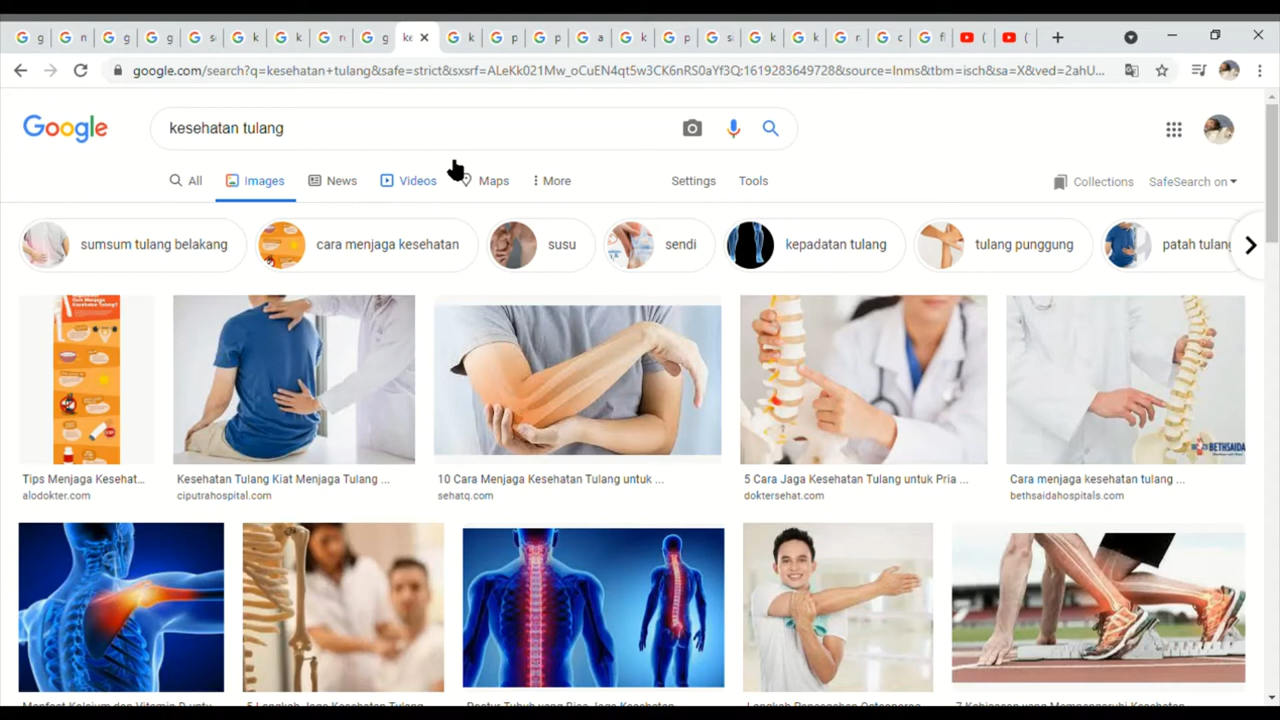 g
n
g
g
s
k
k
r
g
ke
k
p
p
a
k
p
s
k
k
r
c
f
(
(
google.com/search?q=kesehatan+tulang&safe=strict&sxsrf=ALeKk021Mw_oCuEN4qt5w3CK6nRS0aYf3Q:1619283649728&source=lnms&tbm=isch&sa=X&ved=2ahU...
Google
kesehatan tulang
All
Images
News
Videos
Maps
More
Settings
Tools
Collections
SafeSearch on
sumsum tulang belakang
cara menjaga kesehatan
susu
sendi
kepadatan tulang
tulang punggung
patah tulang
BETHSAIDA
Tips Menjaga Kesehat...
Kesehatan Tulang Kiat Menjaga Tulang ...
10 Cara Menjaga Kesehatan Tulang untuk ...
5 Cara Jaga Kesehatan Tulang untuk Pria ...
Cara menjaga kesehatan tulang ...
alodokter.com
ciputrahospital.com
sehatq.com
doktersehat.com
bethsaidahospitals.com